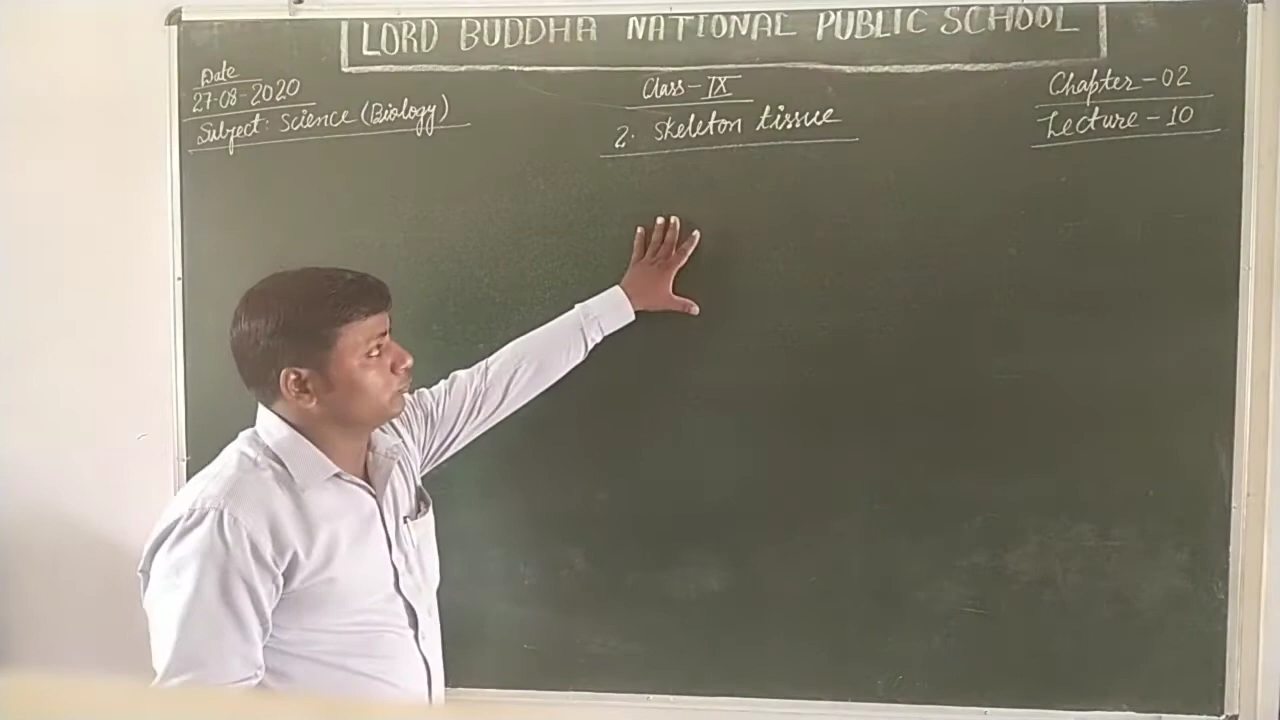 LORD BUDDHA NATIONAL PUBLIC SCHOOL
Date
27-08-2020
Subject: Science (Biology)
Class-IX
2. Skeleton tissue
Chapter-02
Lecture-10